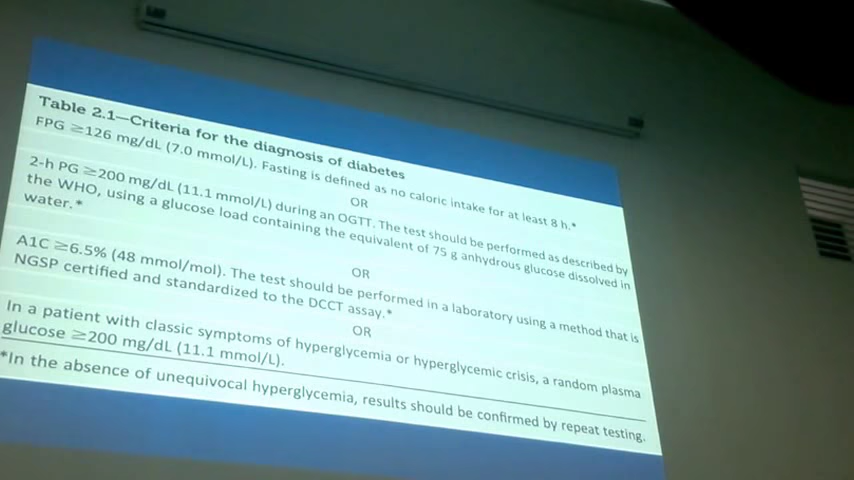 Table 2.1—Criteria for the diagnosis of diabetes
FPG ≥126 mg/dL (7.0 mmol/L). Fasting is defined as no caloric intake for at least 8 h.*
OR
2-h PG ≥200 mg/dL (11.1 mmol/L) during an OGTT. The test should be performed as described by
the WHO, using a glucose load containing the equivalent of 75 g anhydrous glucose dissolved in
water.*
OR
A1C ≥6.5% (48 mmol/mol). The test should be performed in a laboratory using a method that is
NGSP certified and standardized to the DCCT assay.*
OR
In a patient with classic symptoms of hyperglycemia or hyperglycemic crisis, a random plasma
glucose ≥200 mg/dL (11.1 mmol/L).
*In the absence of unequivocal hyperglycemia, results should be confirmed by repeat testing.